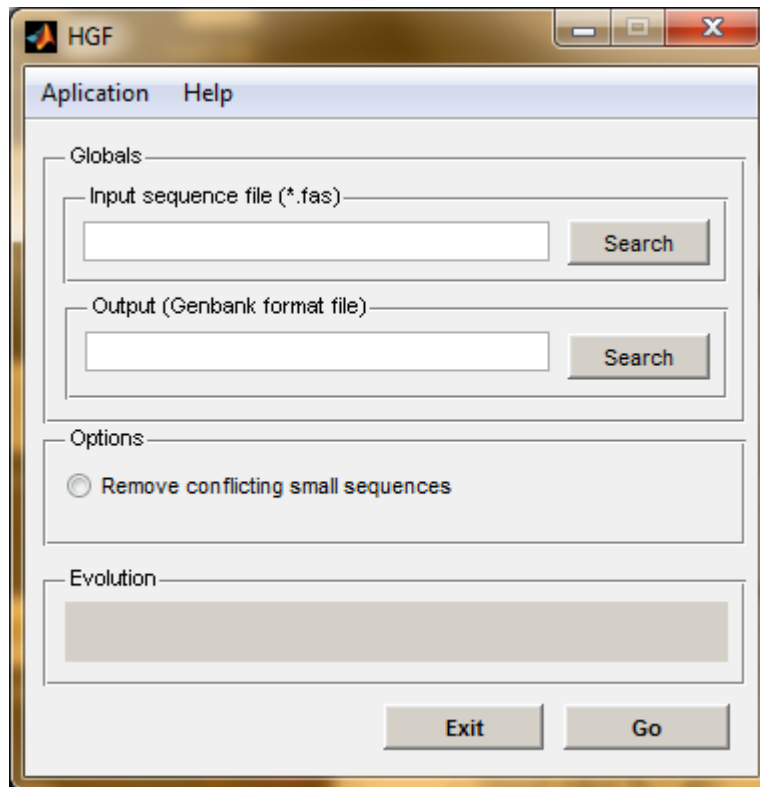 HGF
Aplication Help
Globals
Input sequence file (*.fas)
Search
Output (Genbank format file)
Search
Options
Remove conflicting small sequences
Evolution
Exit Go